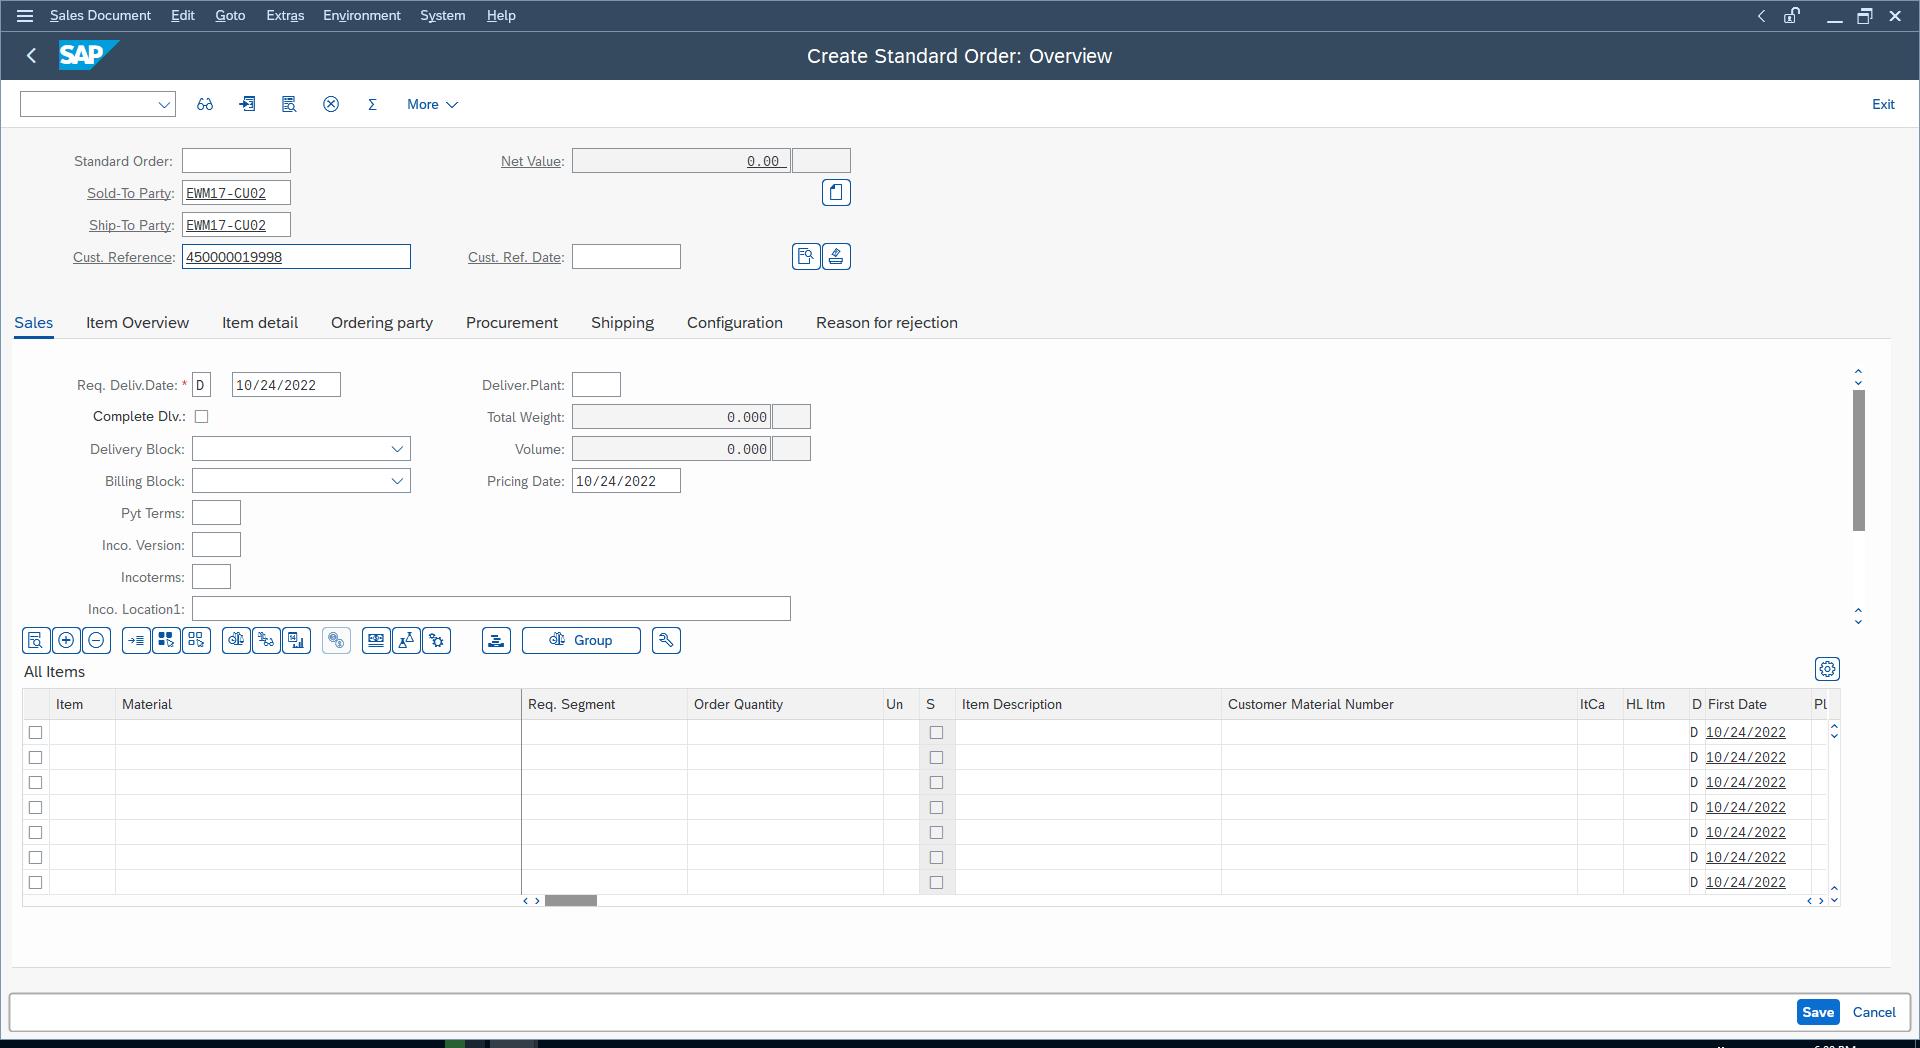 Sales Document Edit Goto Extras Environment System Help
SAP Create Standard Order: Overview
More Exit
Standard Order: Net Value: 0.00
Sold-To Party: EWM17-CU02
Ship-To Party: EWM17-CU02
Cust. Reference: 450000019998 Cust. Ref. Date:
Sales Item Overview Item detail Ordering party Procurement Shipping Configuration Reason for rejection
Req. Deliv.Date: * D 10/24/2022 Deliver.Plant:
Complete Dlv.: Total Weight: 0.000
Delivery Block: Volume: 0.000
Billing Block: Pricing Date: 10/24/2022
Pyt Terms:
Inco. Version:
Incoterms:
Inco. Location1:
Group
All Items
Item Material Req. Segment Order Quantity Un S Item Description Customer Material Number ItCa HL Itm D First Date Pl
D 10/24/2022
D 10/24/2022
D 10/24/2022
D 10/24/2022
D 10/24/2022
D 10/24/2022
D 10/24/2022
Save Cancel